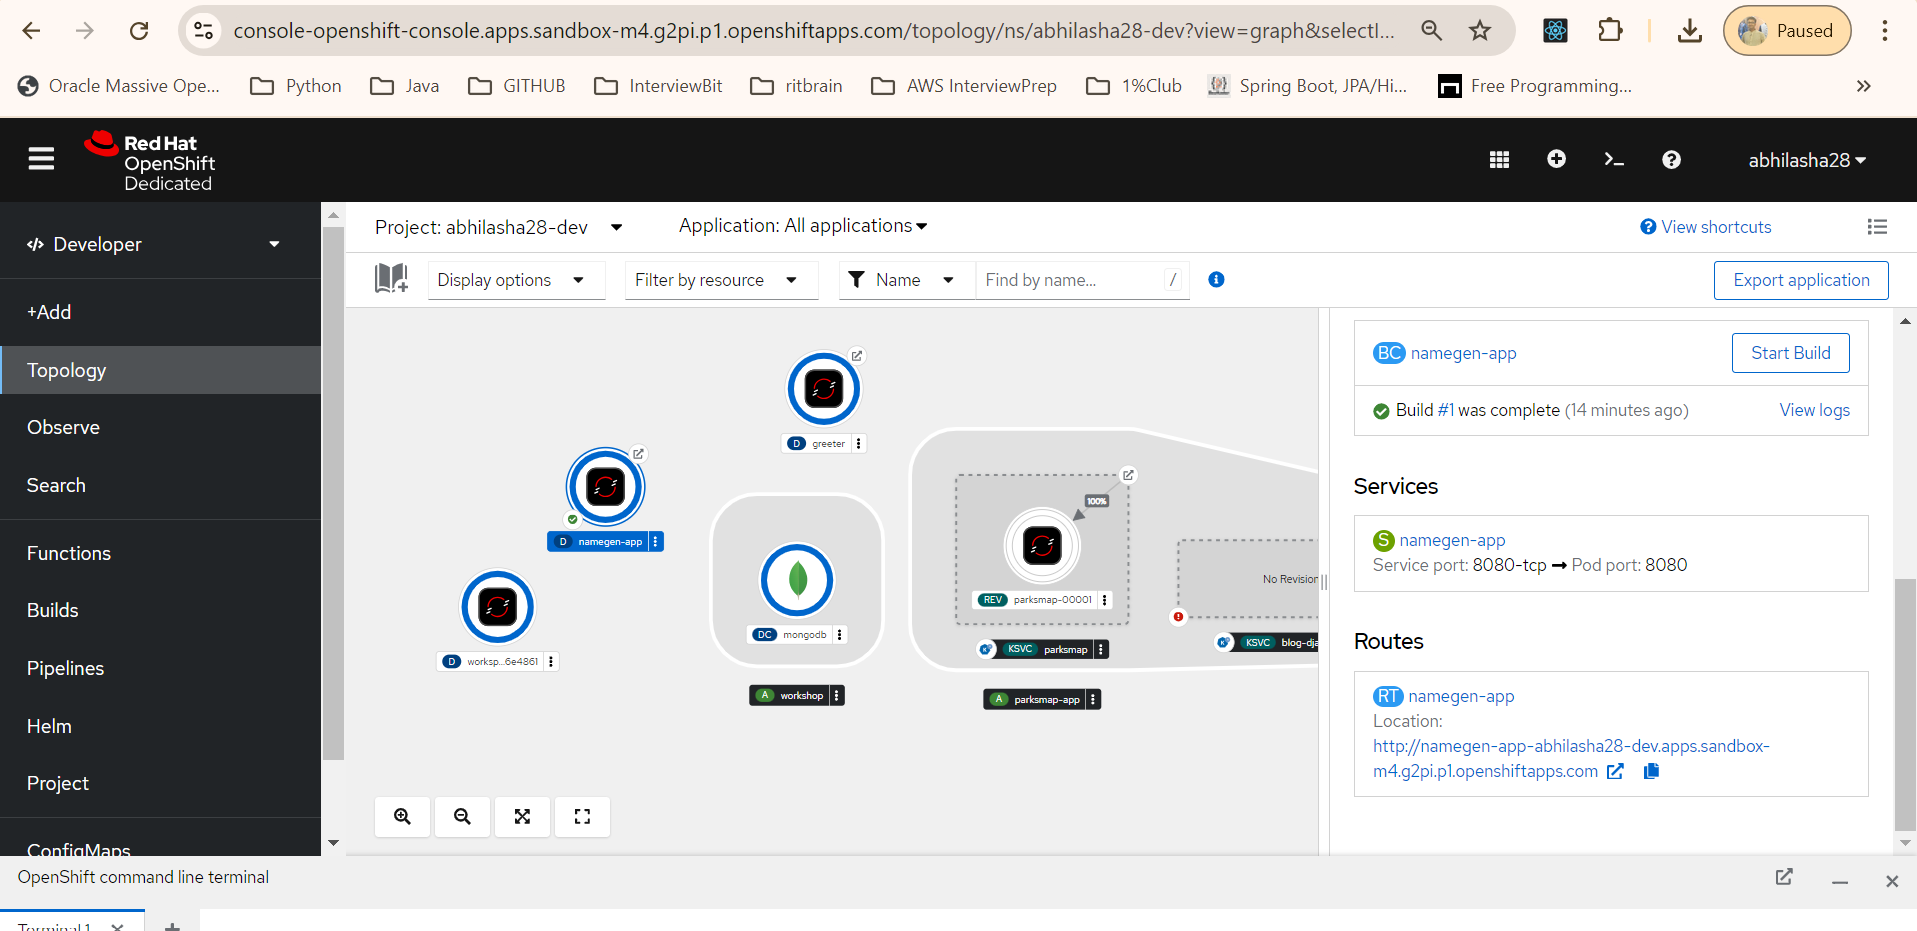 console-openshift-console.apps.sandbox-m4.g2pi.p1.openshiftapps.com/topology/ns/abhilasha28-dev?view=graph&selectI...
Paused
Oracle Massive Ope...
Python
Java
GITHUB
InterviewBit
ritbrain
AWS InterviewPrep
1%Club
Spring Boot, JPA/Hi...
Free Programming...
Red Hat
OpenShift
Dedicated
abhilasha28
Developer
+Add
Topology
Observe
Search
Functions
Builds
Pipelines
Helm
Project
ConfigMaps
Project: abhilasha28-dev
Application: All applications
View shortcuts
Display options
Filter by resource
Name
Find by name...
/
Export application
D greeter
D namegen-app
D worksp...6e4861
DC mongodb
A workshop
100%
REV parksmap-00001
KSVC parksmap
A parksmap-app
No Revision
KSVC blog-dja
BC namegen-app
Start Build
Build #1 was complete (14 minutes ago)
View logs
Services
S namegen-app
Service port: 8080-tcp → Pod port: 8080
Routes
RT namegen-app
Location:
http://namegen-app-abhilasha28-dev.apps.sandbox-
m4.g2pi.p1.openshiftapps.com
OpenShift command line terminal
Terminal 1